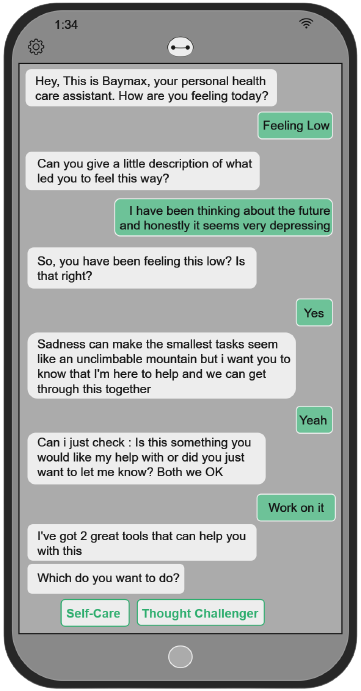 1:34
Hey, This is Baymax, your personal health
care assistant. How are you feeling today?
Feeling Low
Can you give a little description of what
led you to feel this way?
I have been thinking about the future
and honestly it seems very depressing
So, you have been feeling this low? Is
that right?
Yes
Sadness can make the smallest tasks seem
like an unclimbable mountain but i want you to
know that I'm here to help and we can get
through this together
Yeah
Can i just check : Is this something you
would like my help with or did you just
want to let me know? Both we OK
Work on it
I've got 2 great tools that can help you
with this
Which do you want to do?
Self-Care
Thought Challenger